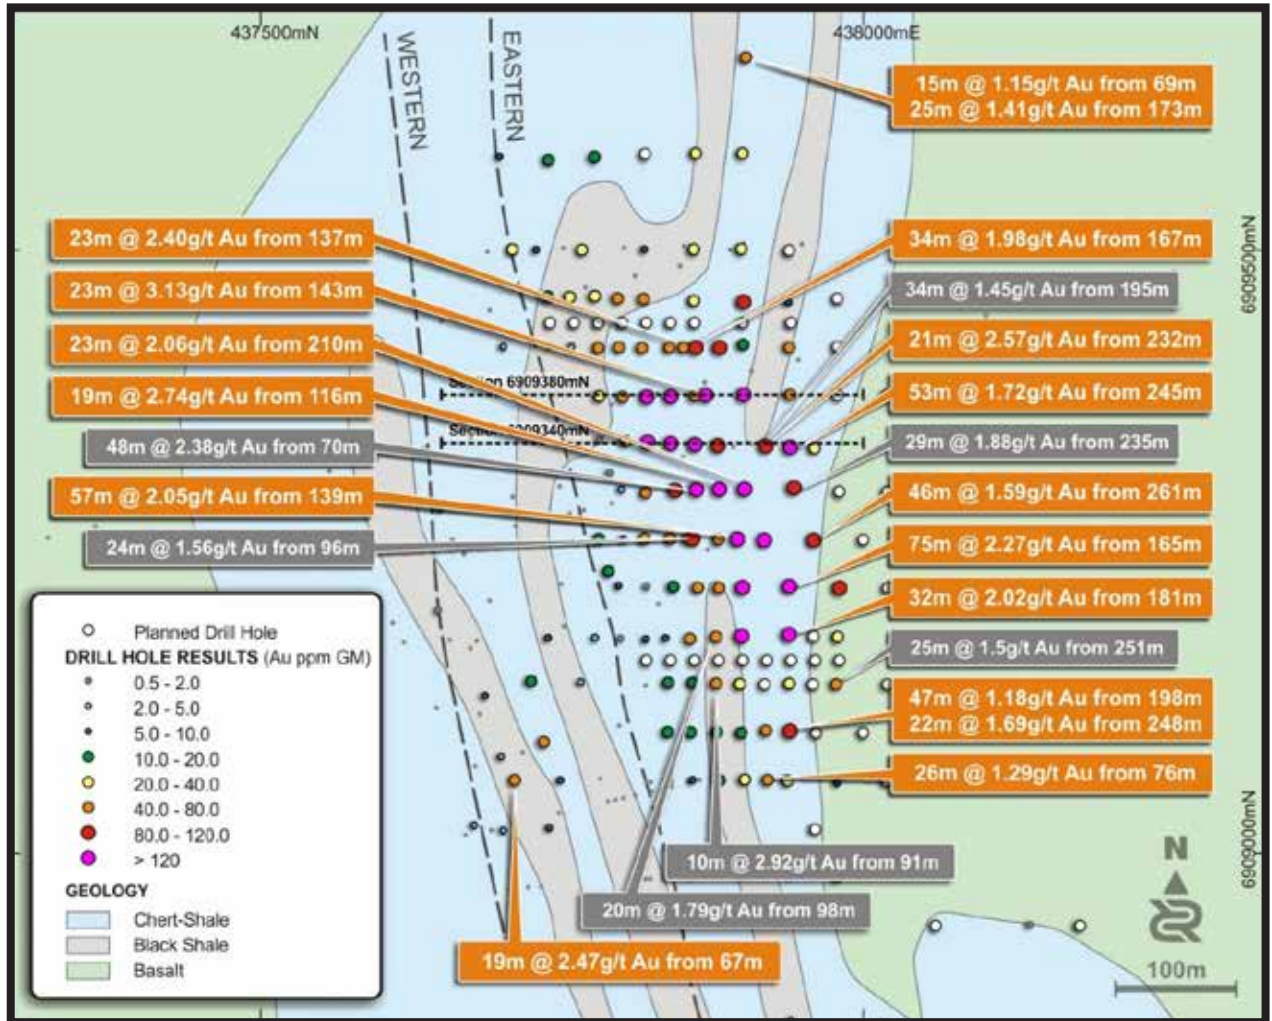 437500mN
438000mE
WESTERN
EASTERN
15m @ 1.15g/t Au from 69m
25m @ 1.41g/t Au from 173m
23m @ 2.40g/t Au from 137m
34m @ 1.98g/t Au from 167m
6909500mN
23m @ 3.13g/t Au from 143m
34m @ 1.45g/t Au from 195m
23m @ 2.06g/t Au from 210m
21m @ 2.57g/t Au from 232m
Section 6909380mN
19m @ 2.74g/t Au from 116m
53m @ 1.72g/t Au from 245m
Section 6909340mN
48m @ 2.38g/t Au from 70m
29m @ 1.88g/t Au from 235m
57m @ 2.05g/t Au from 139m
46m @ 1.59g/t Au from 261m
24m @ 1.56g/t Au from 96m
75m @ 2.27g/t Au from 165m
32m @ 2.02g/t Au from 181m
25m @ 1.5g/t Au from 251m
47m @ 1.18g/t Au from 198m
22m @ 1.69g/t Au from 248m
26m @ 1.29g/t Au from 76m
10m @ 2.92g/t Au from 91m
20m @ 1.79g/t Au from 98m
19m @ 2.47g/t Au from 67m
6909000mN
Planned Drill Hole
DRILL HOLE RESULTS (Au ppm GM)
0.5 - 2.0
2.0 - 5.0
5.0 - 10.0
10.0 - 20.0
20.0 - 40.0
40.0 - 80.0
80.0 - 120.0
> 120
GEOLOGY
Chert-Shale
Black Shale
Basalt
N
100m